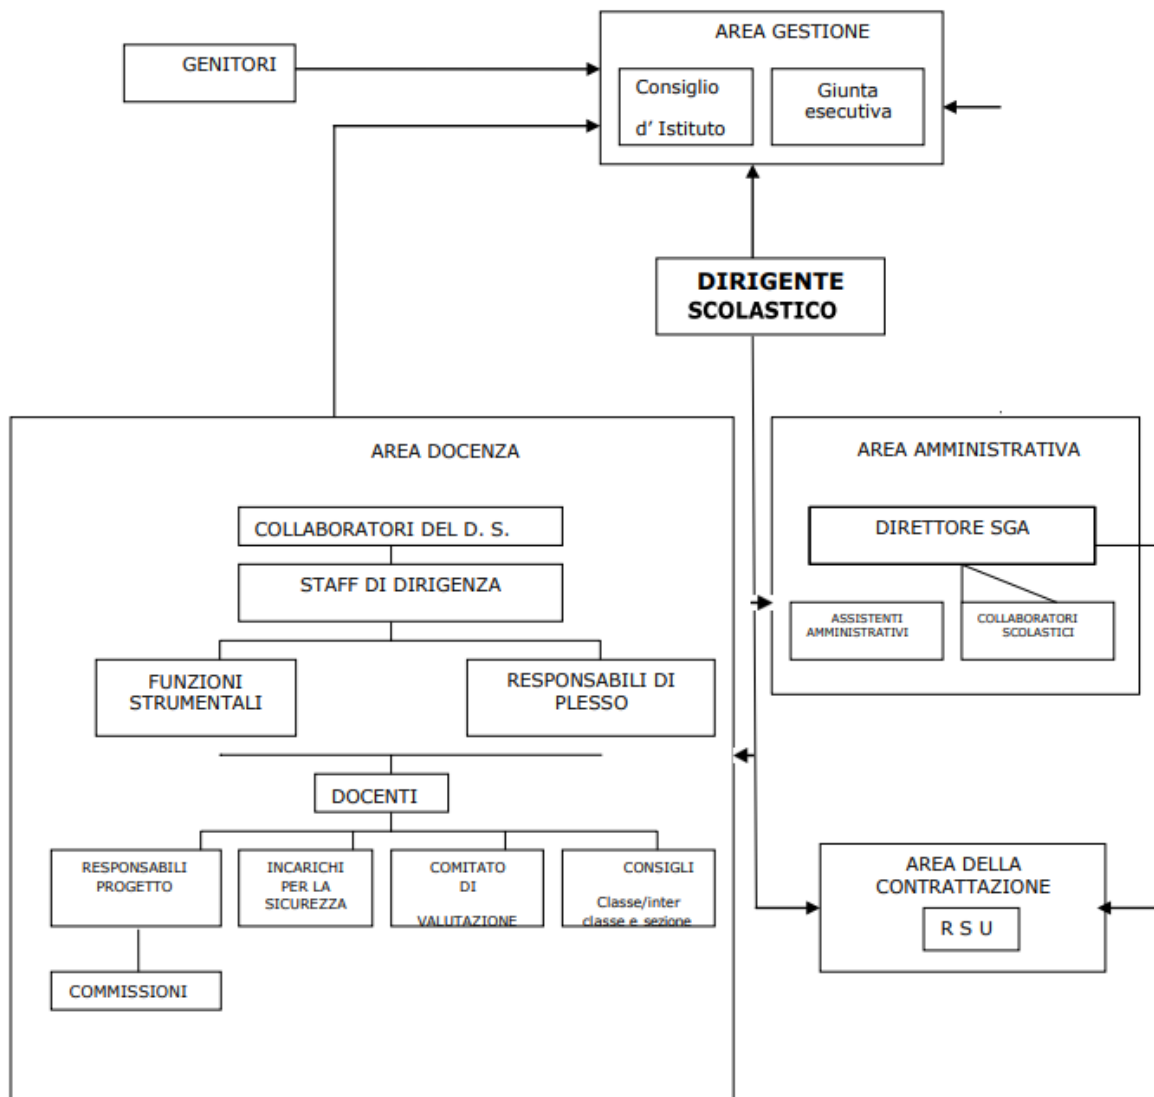 AREA GESTIONE
GENITORI
Consiglio
d' Istituto
Giunta
esecutiva
DIRIGENTE
SCOLASTICO
AREA DOCENZA
COLLABORATORI DEL D. S.
STAFF DI DIRIGENZA
FUNZIONI
STRUMENTALI
RESPONSABILI DI
PLESSO
DOCENTI
RESPONSABILI
PROGETTO
INCARICHI
PER LA
SICUREZZA
COMITATO
DI
VALUTAZIONE
CONSIGLI
Classe/inter
classe e sezione
COMMISSIONI
AREA AMMINISTRATIVA
DIRETTORE SGA
ASSISTENTI
AMMINISTRATIVI
COLLABORATORI
SCOLASTICI
AREA DELLA
CONTRATTAZIONE
R S U